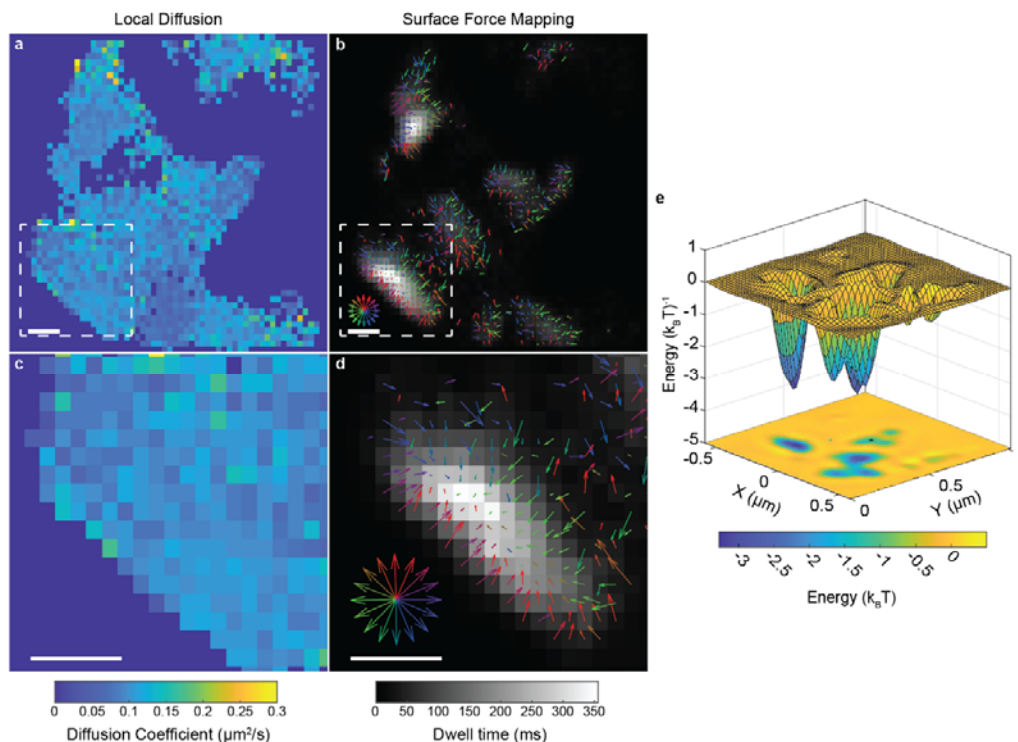 Local Diffusion
Surface Force Mapping
a
b
c
d
0 0.05 0.1 0.15 0.2 0.25 0.3
Diffusion Coefficient (µm²/s)
0 50 100 150 200 250 300 350
Dwell time (ms)
e
1
0
-1
-2
-3
-4
-5
Energy (kBT)⁻¹
-0.5
0
0.5
X (µm)
0
0.5
Y (µm)
-3 -2.5 -2 -1.5 -1 -0.5 0
Energy (kBT)